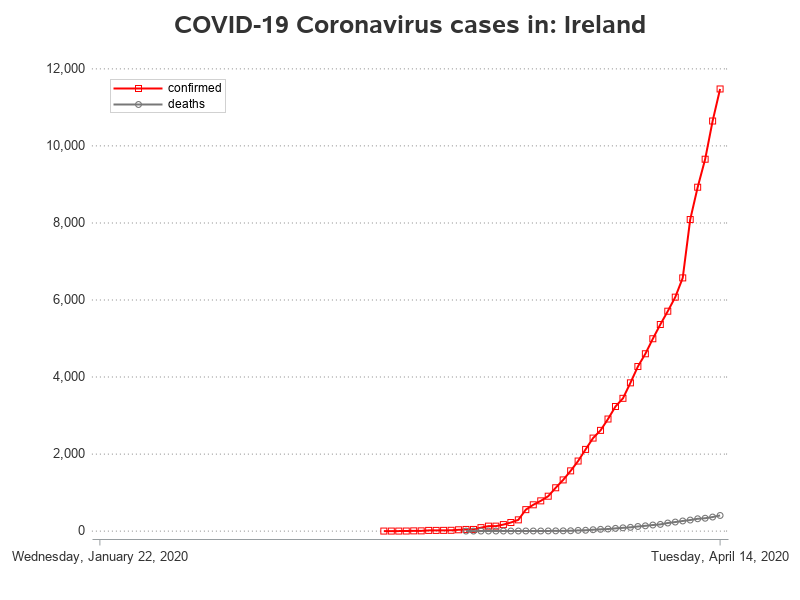 COVID-19 Coronavirus cases in: Ireland
12,000
confirmed
deaths
10,000
8,000
6,000
4,000
2,000
0
Wednesday, January 22, 2020
Tuesday, April 14, 2020